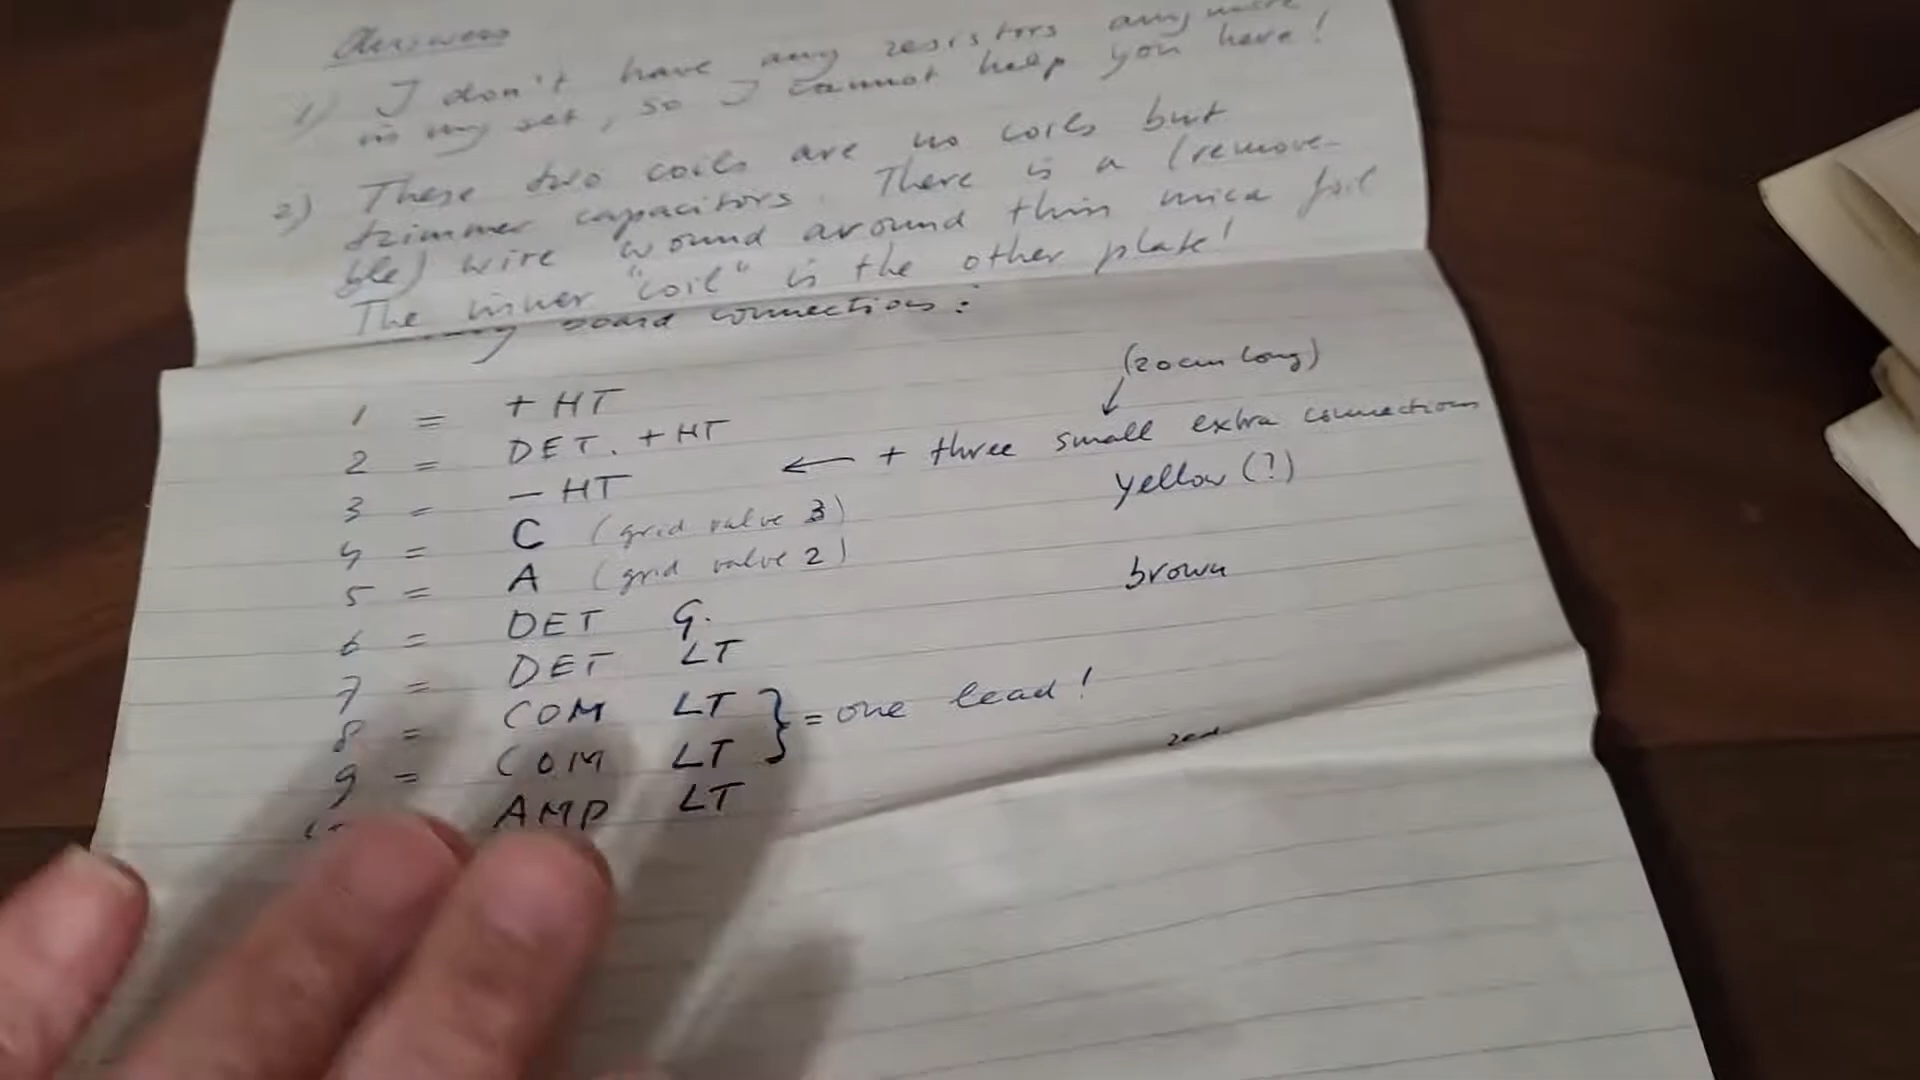 Answers
1) I don't have any resistors any more
in my set, so I cannot help you here!
2) These two coils are no coils but
trimmer capacitors. There is a (remove-
ble) wire wound around thin mica foil
The inner "coil" is the other plate!
board connections:
(20cm long)
1 = + HT
2 = DET. + HT
← + three small extra connections
3 = - HT
yellow (?)
4 = C (grid valve 3)
5 = A (grid valve 2)
brown
6 = DET G.
7 = DET LT
8 = COM LT
9 = COM LT
= one lead!
red
AMP LT